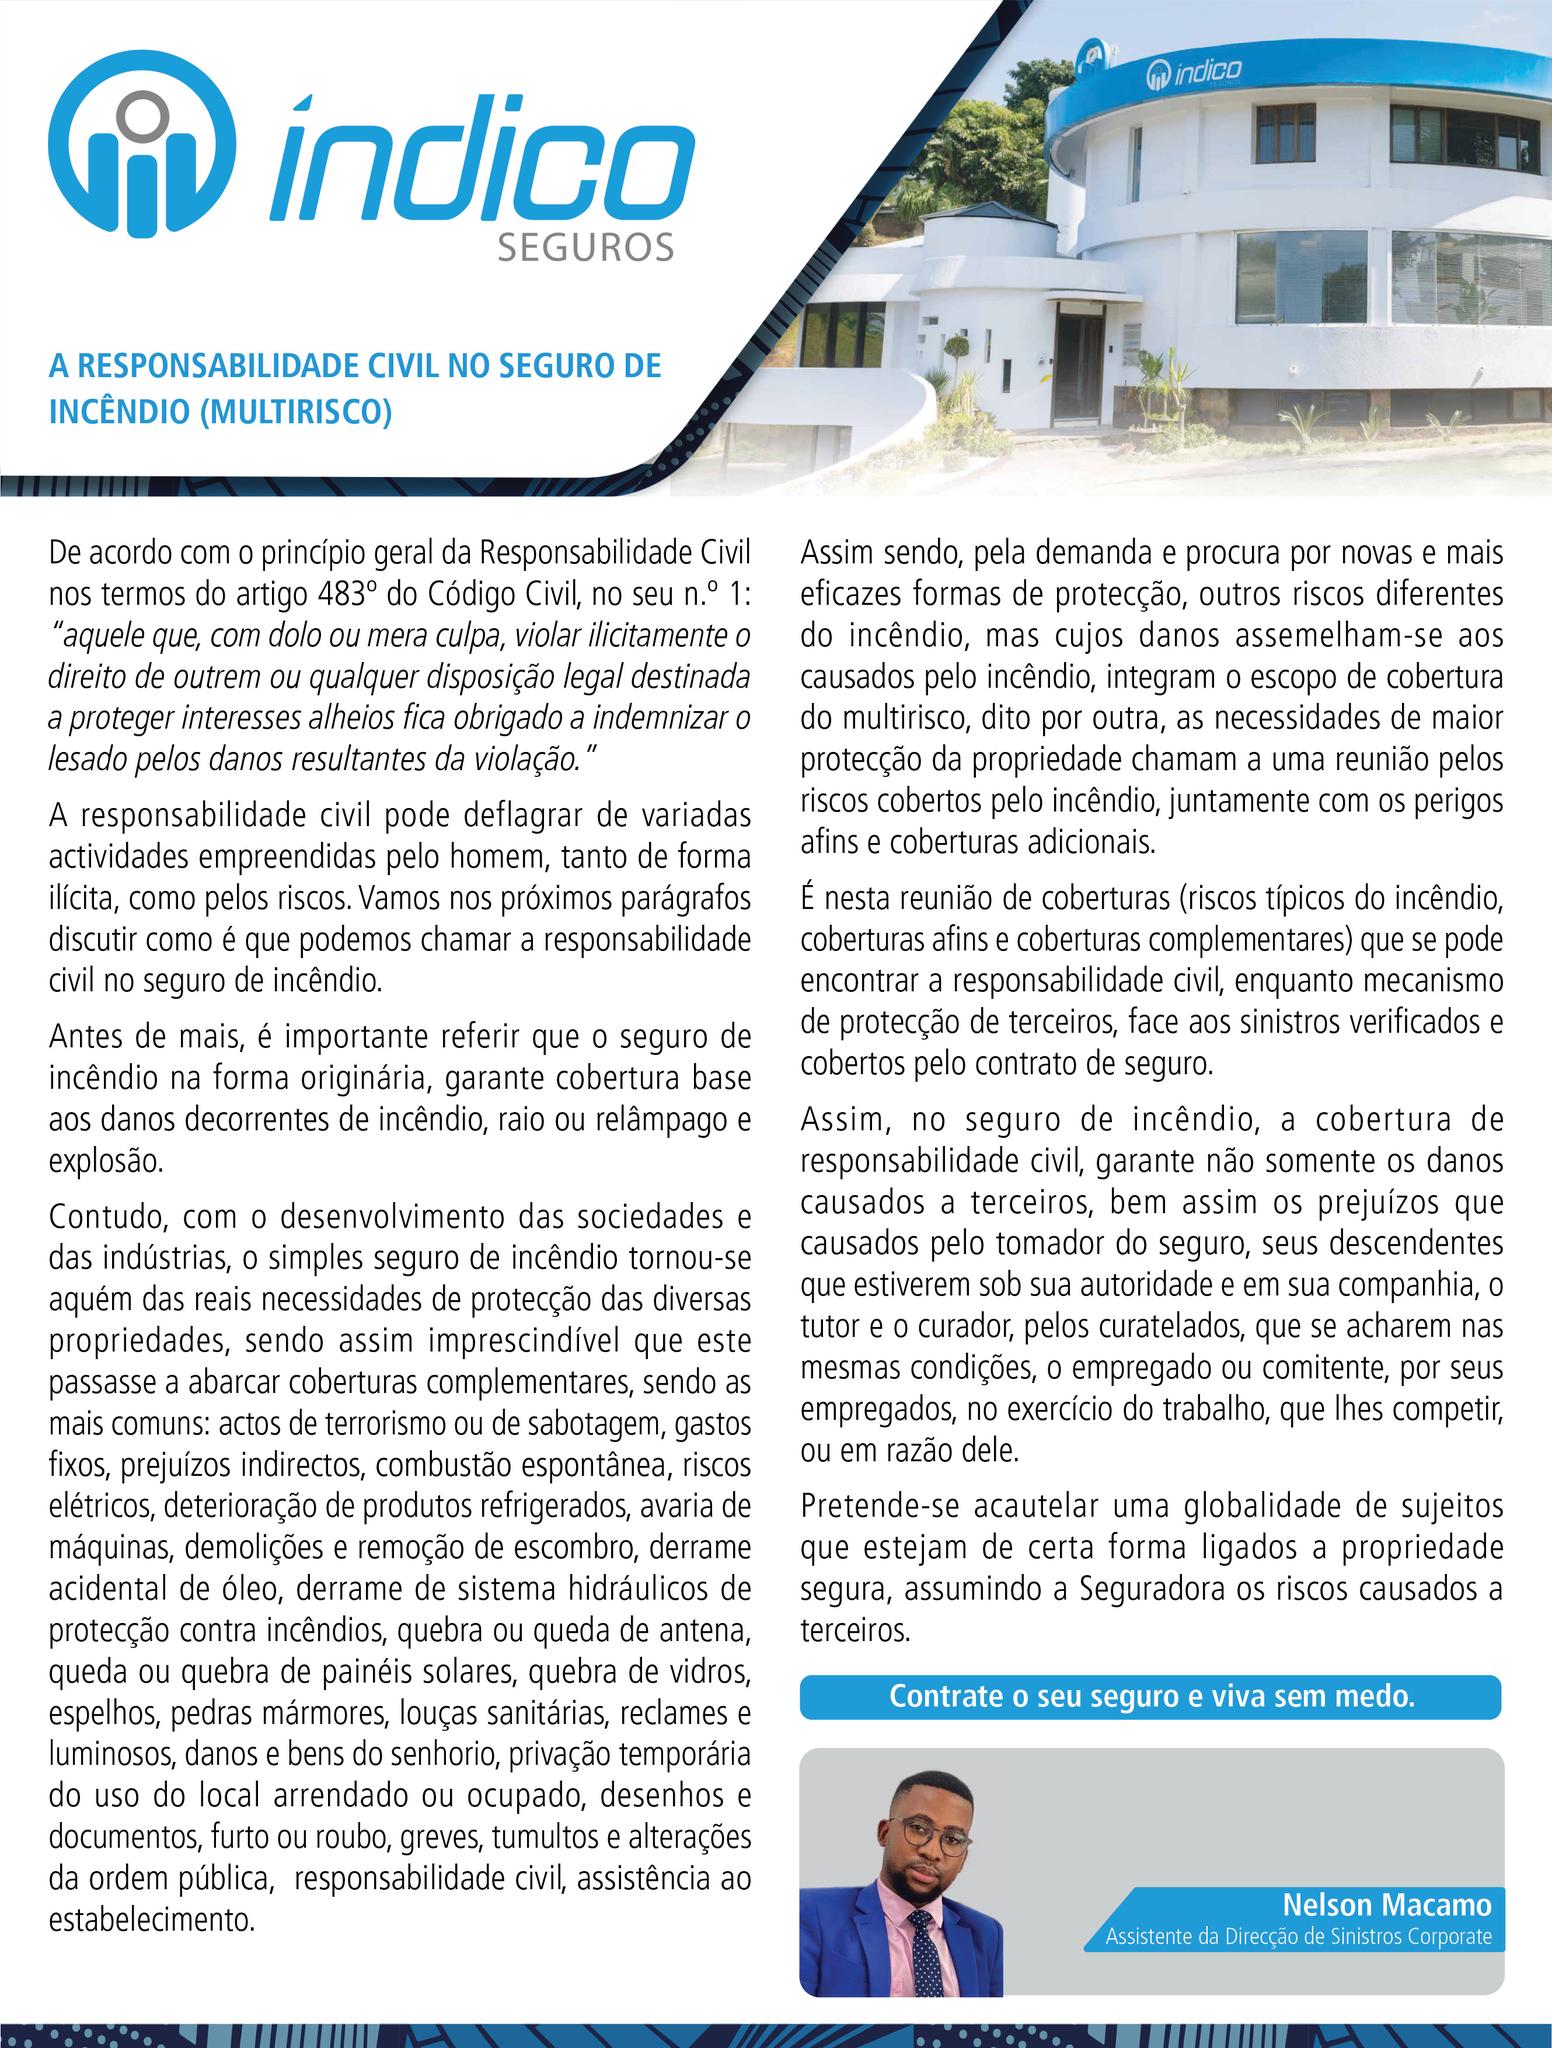 índico
SEGUROS
índico
SEGUROS
A RESPONSABILIDADE CIVIL NO SEGURO DE
INCÊNDIO (MULTIRISCO)
De acordo com o princípio geral da Responsabilidade Civil
nos termos do artigo 483º do Código Civil, no seu n.º 1:
“aquele que, com dolo ou mera culpa, violar ilicitamente o
direito de outrem ou qualquer disposição legal destinada
a proteger interesses alheios fica obrigado a indemnizar o
lesado pelos danos resultantes da violação.”
A responsabilidade civil pode deflagrar de variadas
actividades empreendidas pelo homem, tanto de forma
ilícita, como pelos riscos. Vamos nos próximos parágrafos
discutir como é que podemos chamar a responsabilidade
civil no seguro de incêndio.
Antes de mais, é importante referir que o seguro de
incêndio na forma originária, garante cobertura base
aos danos decorrentes de incêndio, raio ou relâmpago e
explosão.
Contudo, com o desenvolvimento das sociedades e
das indústrias, o simples seguro de incêndio tornou-se
aquém das reais necessidades de protecção das diversas
propriedades, sendo assim imprescindível que este
passasse a abarcar coberturas complementares, sendo as
mais comuns: actos de terrorismo ou de sabotagem, gastos
fixos, prejuízos indirectos, combustão espontânea, riscos
elétricos, deterioração de produtos refrigerados, avaria de
máquinas, demolições e remoção de escombro, derrame
acidental de óleo, derrame de sistema hidráulicos de
protecção contra incêndios, quebra ou queda de antena,
queda ou quebra de painéis solares, quebra de vidros,
espelhos, pedras mármores, louças sanitárias, reclames e
luminosos, danos e bens do senhorio, privação temporária
do uso do local arrendado ou ocupado, desenhos e
documentos, furto ou roubo, greves, tumultos e alterações
da ordem pública, responsabilidade civil, assistência ao
estabelecimento.
Assim sendo, pela demanda e procura por novas e mais
eficazes formas de protecção, outros riscos diferentes
do incêndio, mas cujos danos assemelham-se aos
causados pelo incêndio, integram o escopo de cobertura
do multirisco, dito por outra, as necessidades de maior
protecção da propriedade chamam a uma reunião pelos
riscos cobertos pelo incêndio, juntamente com os perigos
afins e coberturas adicionais.
É nesta reunião de coberturas (riscos típicos do incêndio,
coberturas afins e coberturas complementares) que se pode
encontrar a responsabilidade civil, enquanto mecanismo
de protecção de terceiros, face aos sinistros verificados e
cobertos pelo contrato de seguro.
Assim, no seguro de incêndio, a cobertura de
responsabilidade civil, garante não somente os danos
causados a terceiros, bem assim os prejuízos que
causados pelo tomador do seguro, seus descendentes
que estiverem sob sua autoridade e em sua companhia, o
tutor e o curador, pelos curatelados, que se acharem nas
mesmas condições, o empregado ou comitente, por seus
empregados, no exercício do trabalho, que lhes competir,
ou em razão dele.
Pretende-se acautelar uma globalidade de sujeitos
que estejam de certa forma ligados a propriedade
segura, assumindo a Seguradora os riscos causados a
terceiros.
Contrate o seu seguro e viva sem medo.
Nelson Macamo
Assistente da Direcção de Sinistros Corporate